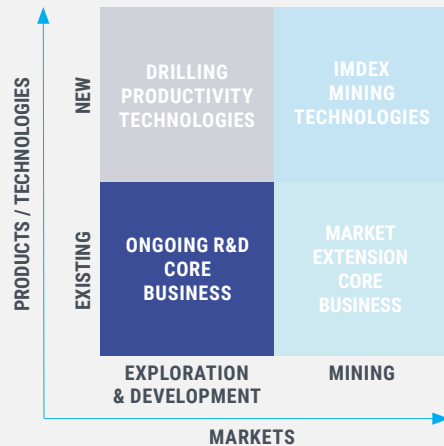 PRODUCTS / TECHNOLOGIES
NEW
DRILLING
PRODUCTIVITY
TECHNOLOGIES
IMDEX
MINING
TECHNOLOGIES
EXISTING
ONGOING R&D
CORE
BUSINESS
MARKET
EXTENSION
CORE
BUSINESS
EXPLORATION
& DEVELOPMENT
MINING
MARKETS